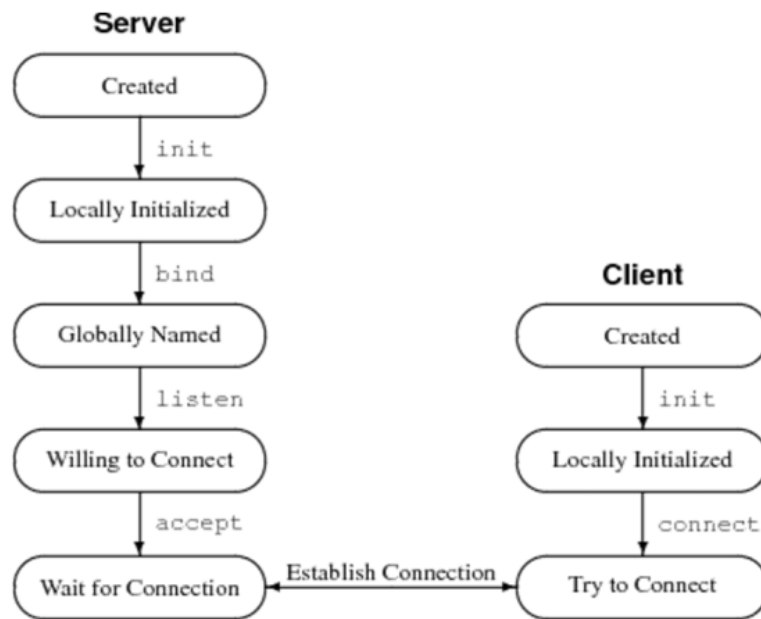 Server
Created
init
Locally Initialized
bind
Globally Named
listen
Willing to Connect
accept
Wait for Connection
Establish Connection
Client
Created
init
Locally Initialized
connect
Try to Connect